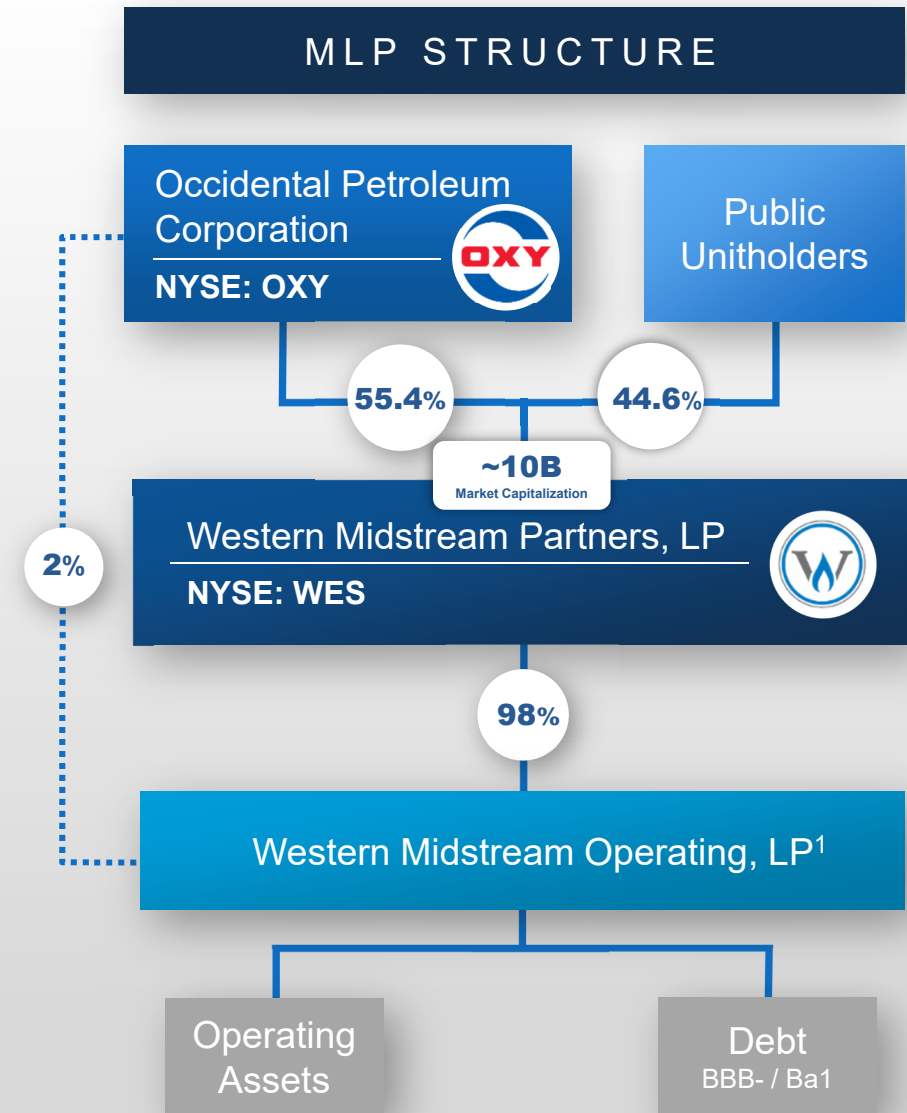 MLP STRUCTURE
Occidental Petroleum
Corporation
NYSE: OXY
OXY
Public
Unitholders
55.4%
44.6%
~10B
Market Capitalization
Western Midstream Partners, LP
NYSE: WES
W
2%
98%
Western Midstream Operating, LP¹
Operating
Assets
Debt
BBB- / Ba1